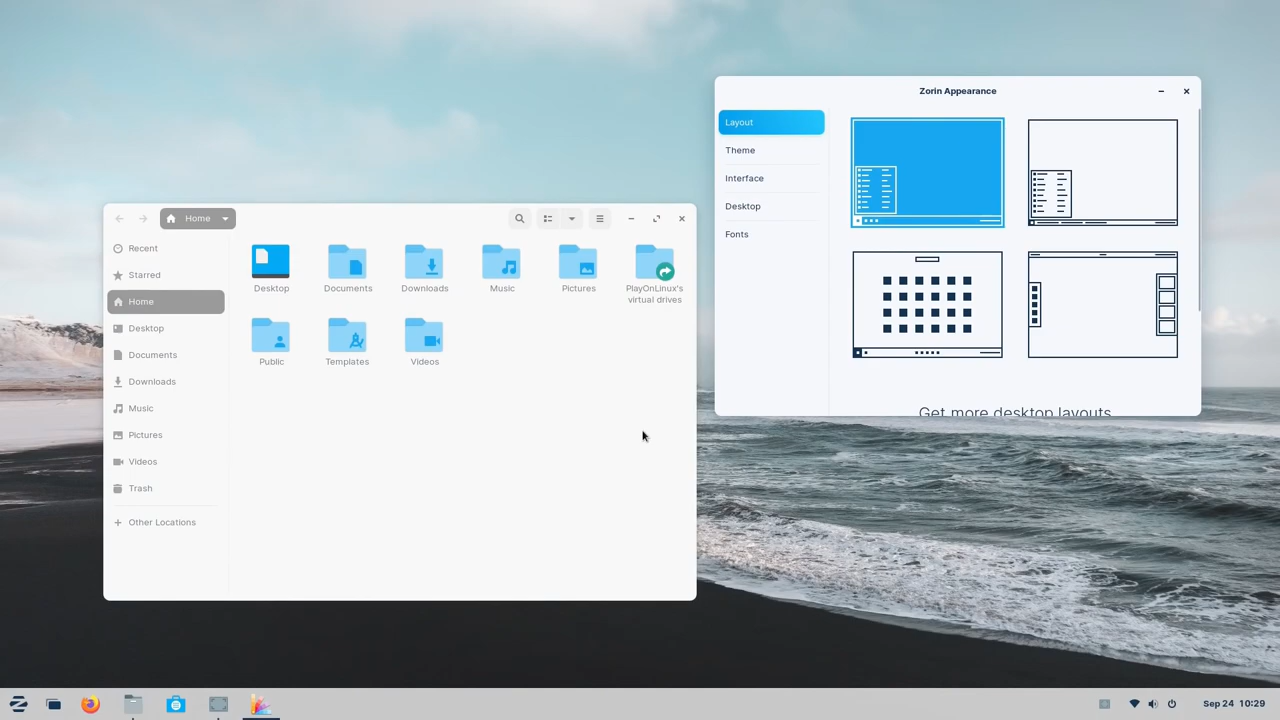 Zorin Appearance
Layout
Theme
Interface
Desktop
Fonts
Get more desktop layouts
Home
Recent
Starred
Home
Desktop
Documents
Downloads
Music
Pictures
Videos
Trash
Other Locations
Desktop
Documents
Downloads
Music
Pictures
PlayOnLinux's
virtual drives
Public
Templates
Videos
Sep 24 10:29